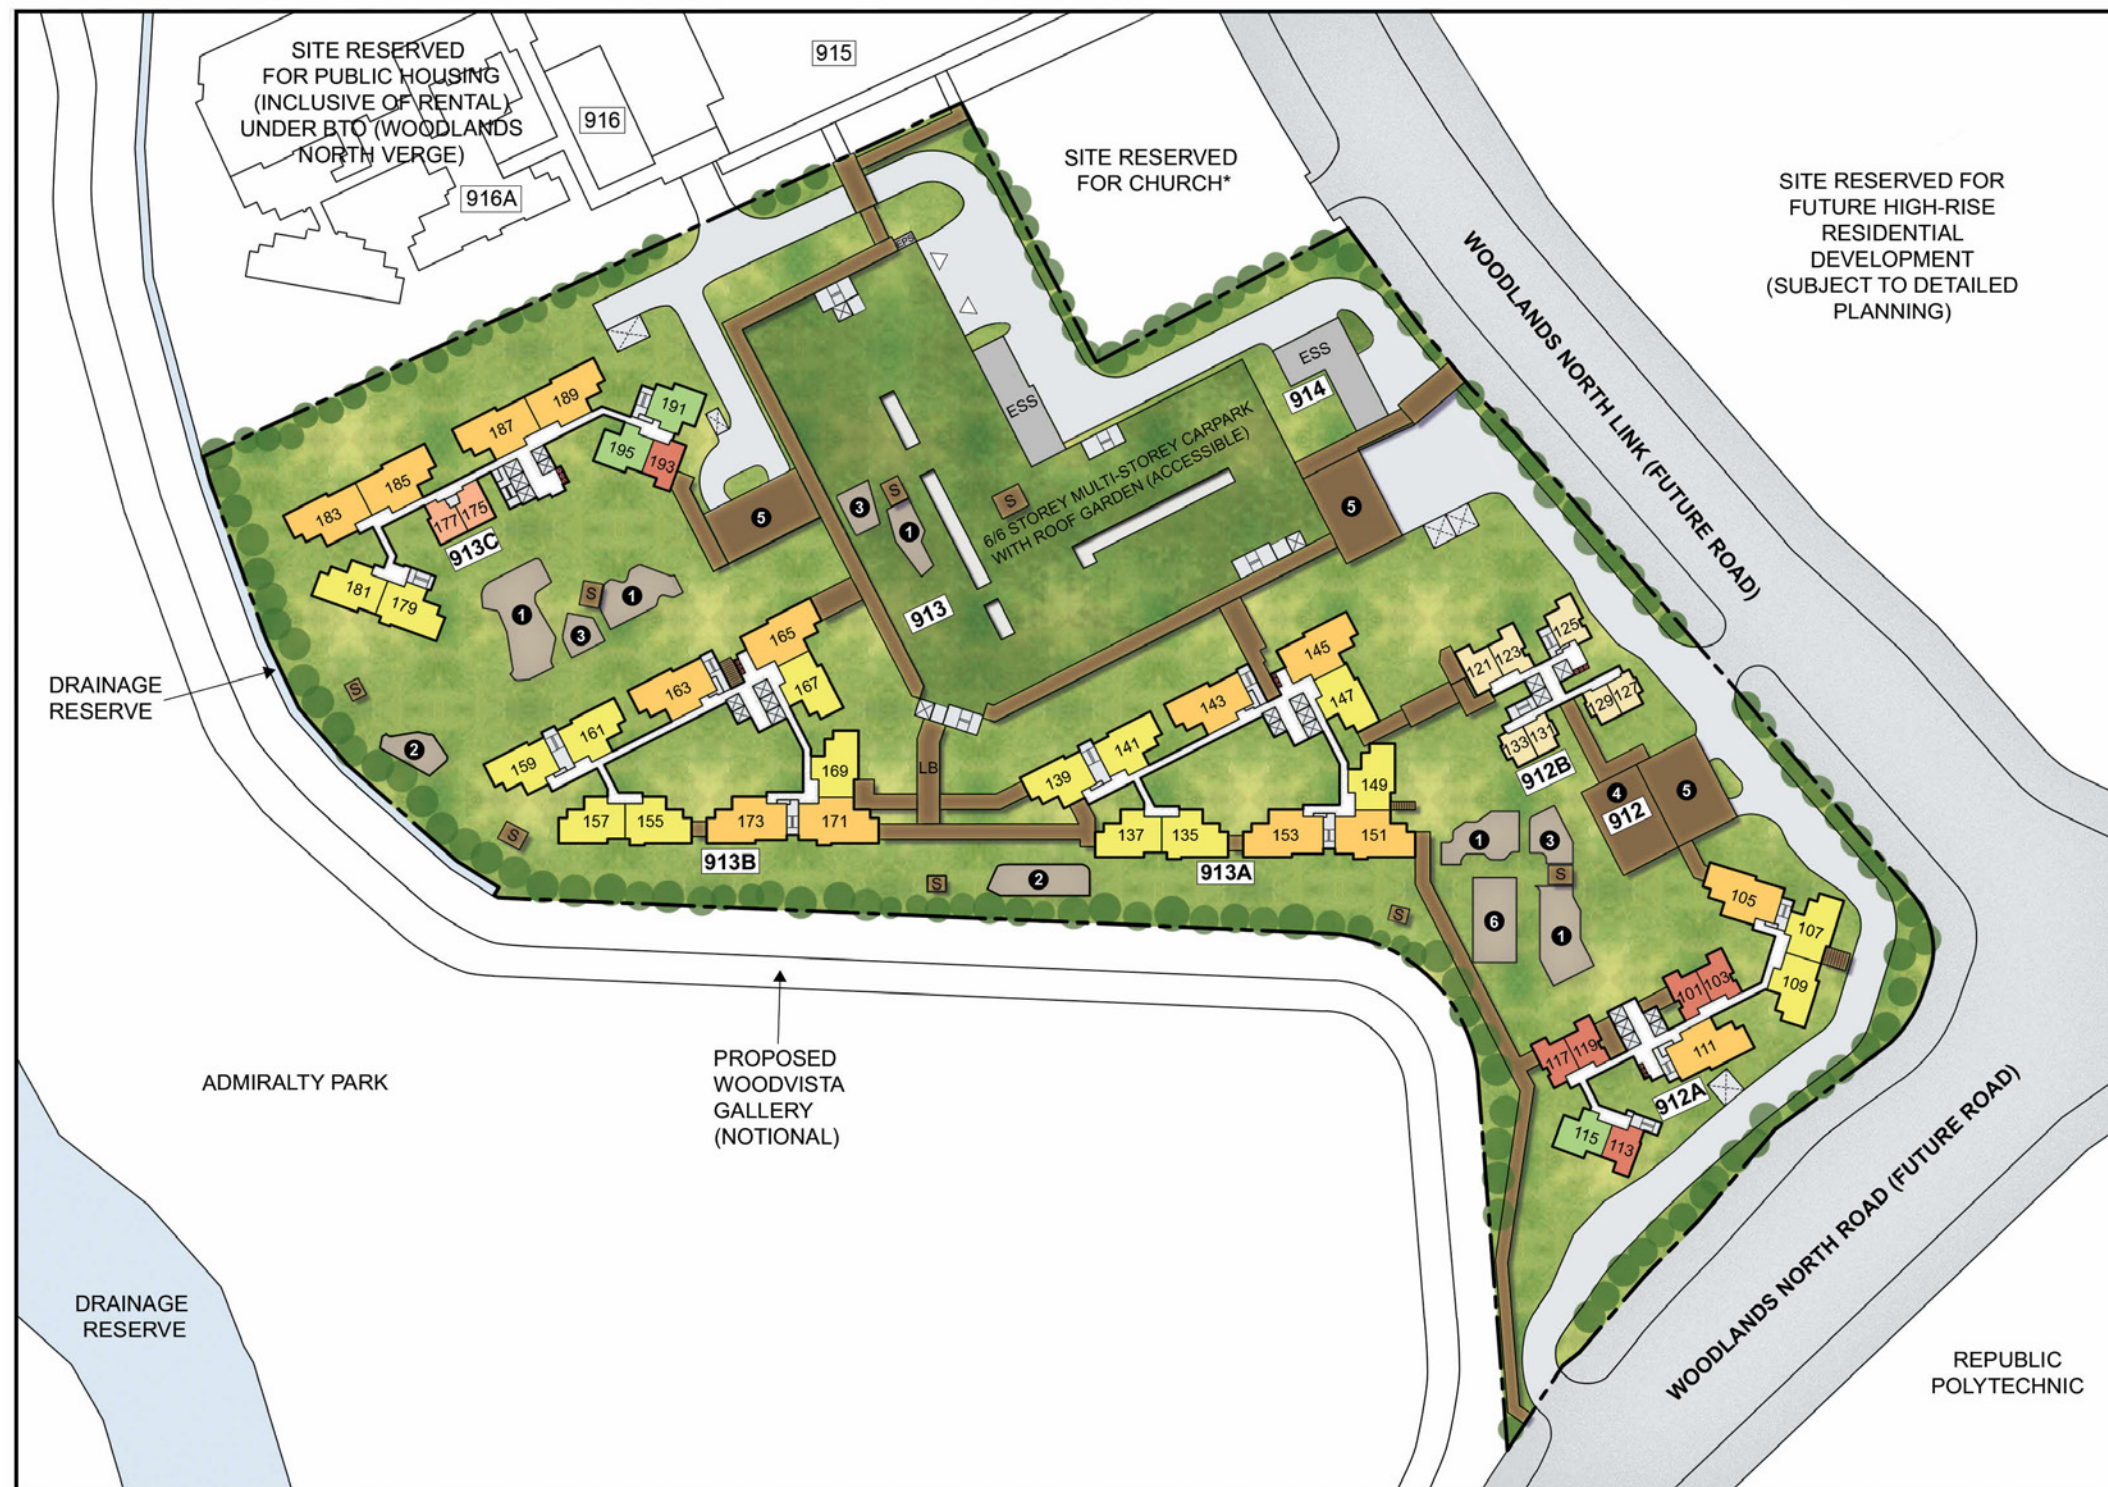 SITE RESERVED
FOR PUBLIC HOUSING
(INCLUSIVE OF RENTAL)
UNDER BTO (WOODLANDS
NORTH VERGE)
915
916
916A
SITE RESERVED
FOR CHURCH*
SITE RESERVED FOR
FUTURE HIGH-RISE
RESIDENTIAL
DEVELOPMENT
(SUBJECT TO DETAILED
PLANNING)
WOODLANDS NORTH LINK (FUTURE ROAD)
EPS
ESS
914
ESS
6/6 STOREY MULTI-STOREY CARPARK
WITH ROOF GARDEN (ACCESSIBLE)
S
S
3
1
913
5
5
189
187
191
195
193
185
183
177
175
913C
181
179
1
S
1
3
S
2
S
DRAINAGE
RESERVE
165
163
167
161
159
169
157
155
173
171
913B
LB
145
143
147
141
139
149
137
135
153
151
913A
S
2
S
125
123
121
127
129
131
133
912B
4
5
912
1
3
S
6
1
105
107
109
103
101
111
119
117
912A
115
113
ADMIRALTY PARK
PROPOSED
WOODVISTA
GALLERY
(NOTIONAL)
WOODLANDS NORTH ROAD (FUTURE ROAD)
DRAINAGE
RESERVE
REPUBLIC
POLYTECHNIC